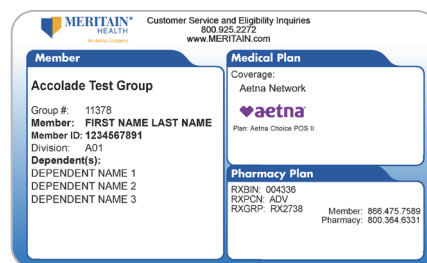 MERITAIN®
HEALTH
An Aetna Company
Customer Service and Eligibility Inquiries
800.925.2272
www.MERITAIN.com
Member
Accolade Test Group
Group #: 11378
Member: FIRST NAME LAST NAME
Member ID: 1234567891
Division: A01
Dependent(s):
DEPENDENT NAME 1
DEPENDENT NAME 2
DEPENDENT NAME 3
Medical Plan
Coverage:
Aetna Network
aetna
Plan: Aetna Choice POS II
Pharmacy Plan
RXBIN: 004336
RXPCN: ADV
RXGRP: RX2738
Member: 866.475.7589
Pharmacy: 800.364.6331